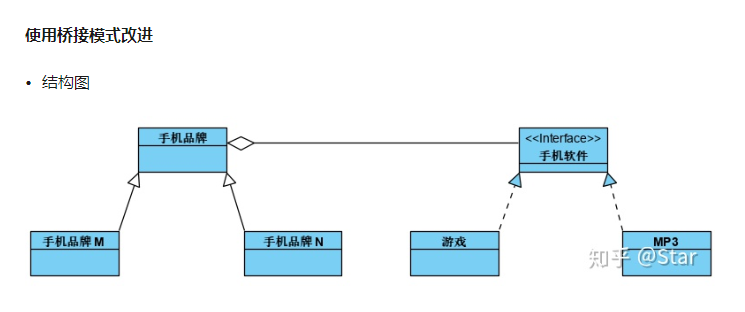 使用桥接模式改进
• 结构图
手机品牌
<<Interface>>
手机软件
手机品牌 M
手机品牌 N
游戏
MP3
知乎 @Star